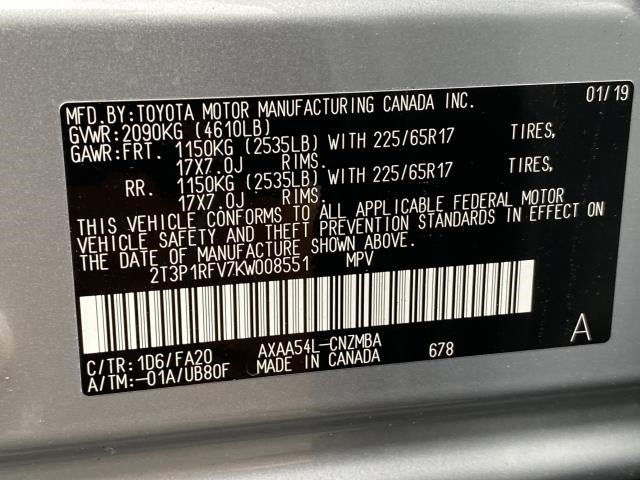 MFD.BY:TOYOTA MOTOR MANUFACTURING CANADA INC. 01/19
GVWR:2090KG (4610LB)
GAWR:FRT. 1150KG (2535LB) WITH 225/65R17 TIRES,
17X7.0J RIMS.
RR. 1150KG (2535LB) WITH 225/65R17 TIRES,
17X7.0J RIMS.
THIS VEHICLE CONFORMS TO ALL APPLICABLE FEDERAL MOTOR
VEHICLE SAFETY AND THEFT PREVENTION STANDARDS IN EFFECT ON
THE DATE OF MANUFACTURE SHOWN ABOVE.
2T3P1RFV7KW008551 MPV
A
C/TR: 1D6/FA20 AXAA54L-CNZMBA 678
A/TM:-01A/UB80F MADE IN CANADA